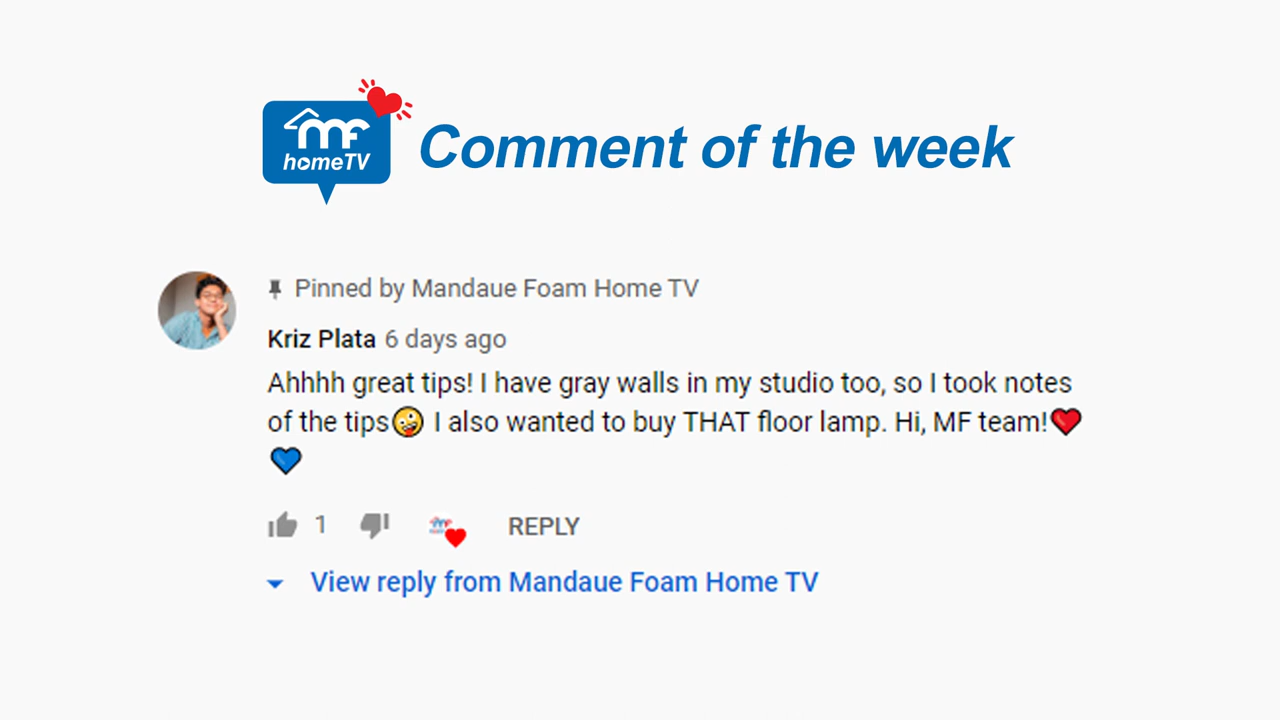 mf
homeTV
Comment of the week
Pinned by Mandaue Foam Home TV
Kriz Plata 6 days ago
Ahhhh great tips! I have gray walls in my studio too, so I took notes
of the tips🤪 I also wanted to buy THAT floor lamp. Hi, MF team!❤️
💙
1 REPLY
View reply from Mandaue Foam Home TV